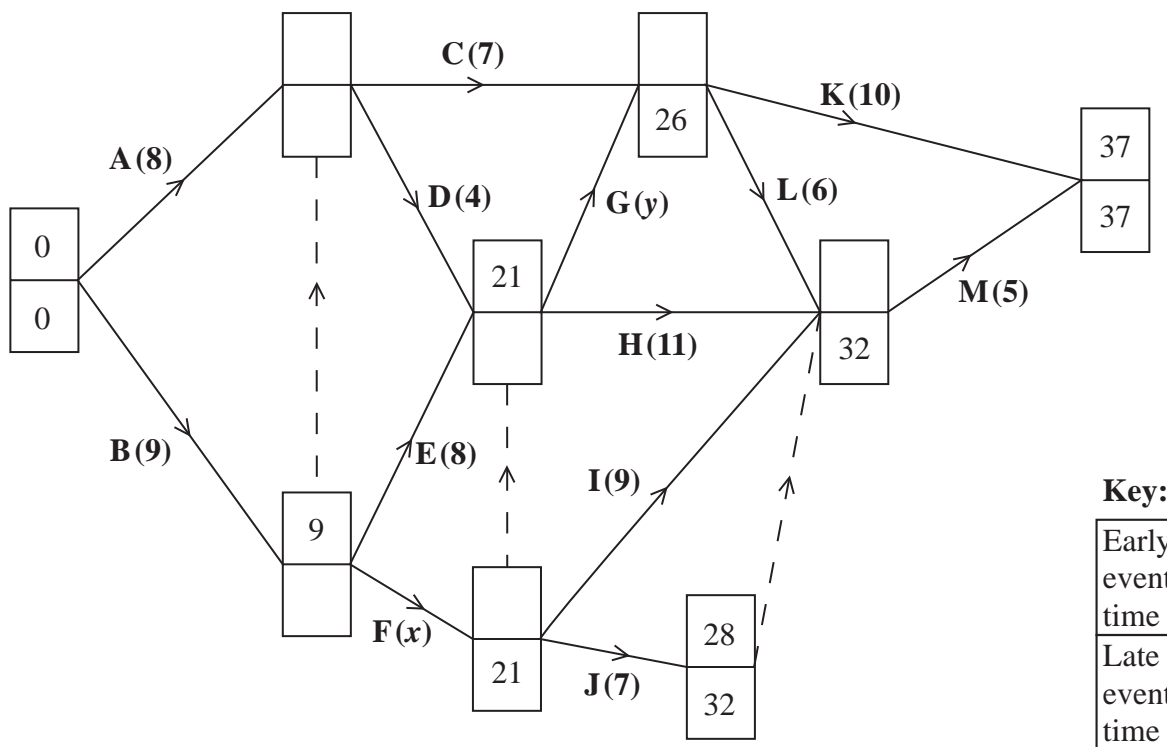 C(7)
K(10)
26
37
37
A(8)
D(4)
G(y)
L(6)
0
0
21
M(5)
H(11)
32
B(9)
E(8)
I(9)
Key:
9
Early
event
time
28
F(x)
21
J(7)
32
Late
event
time